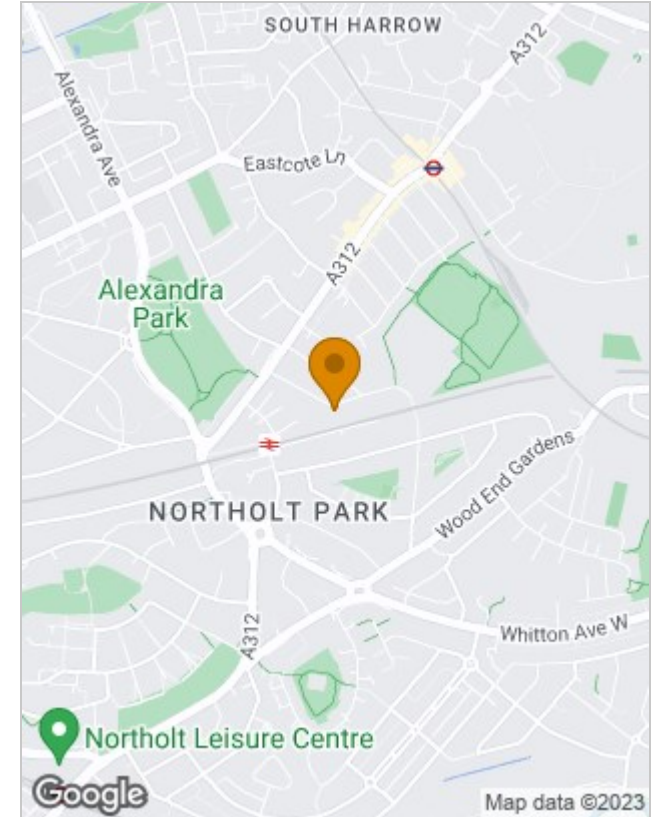 SOUTH HARROW
A312
Alexandra Ave
Eastcote Ln
A312
Alexandra
Park
Wood End Gardens
NORTHOLT PARK
A312
Whitton Ave W
Northolt Leisure Centre
Google
Map data ©2023